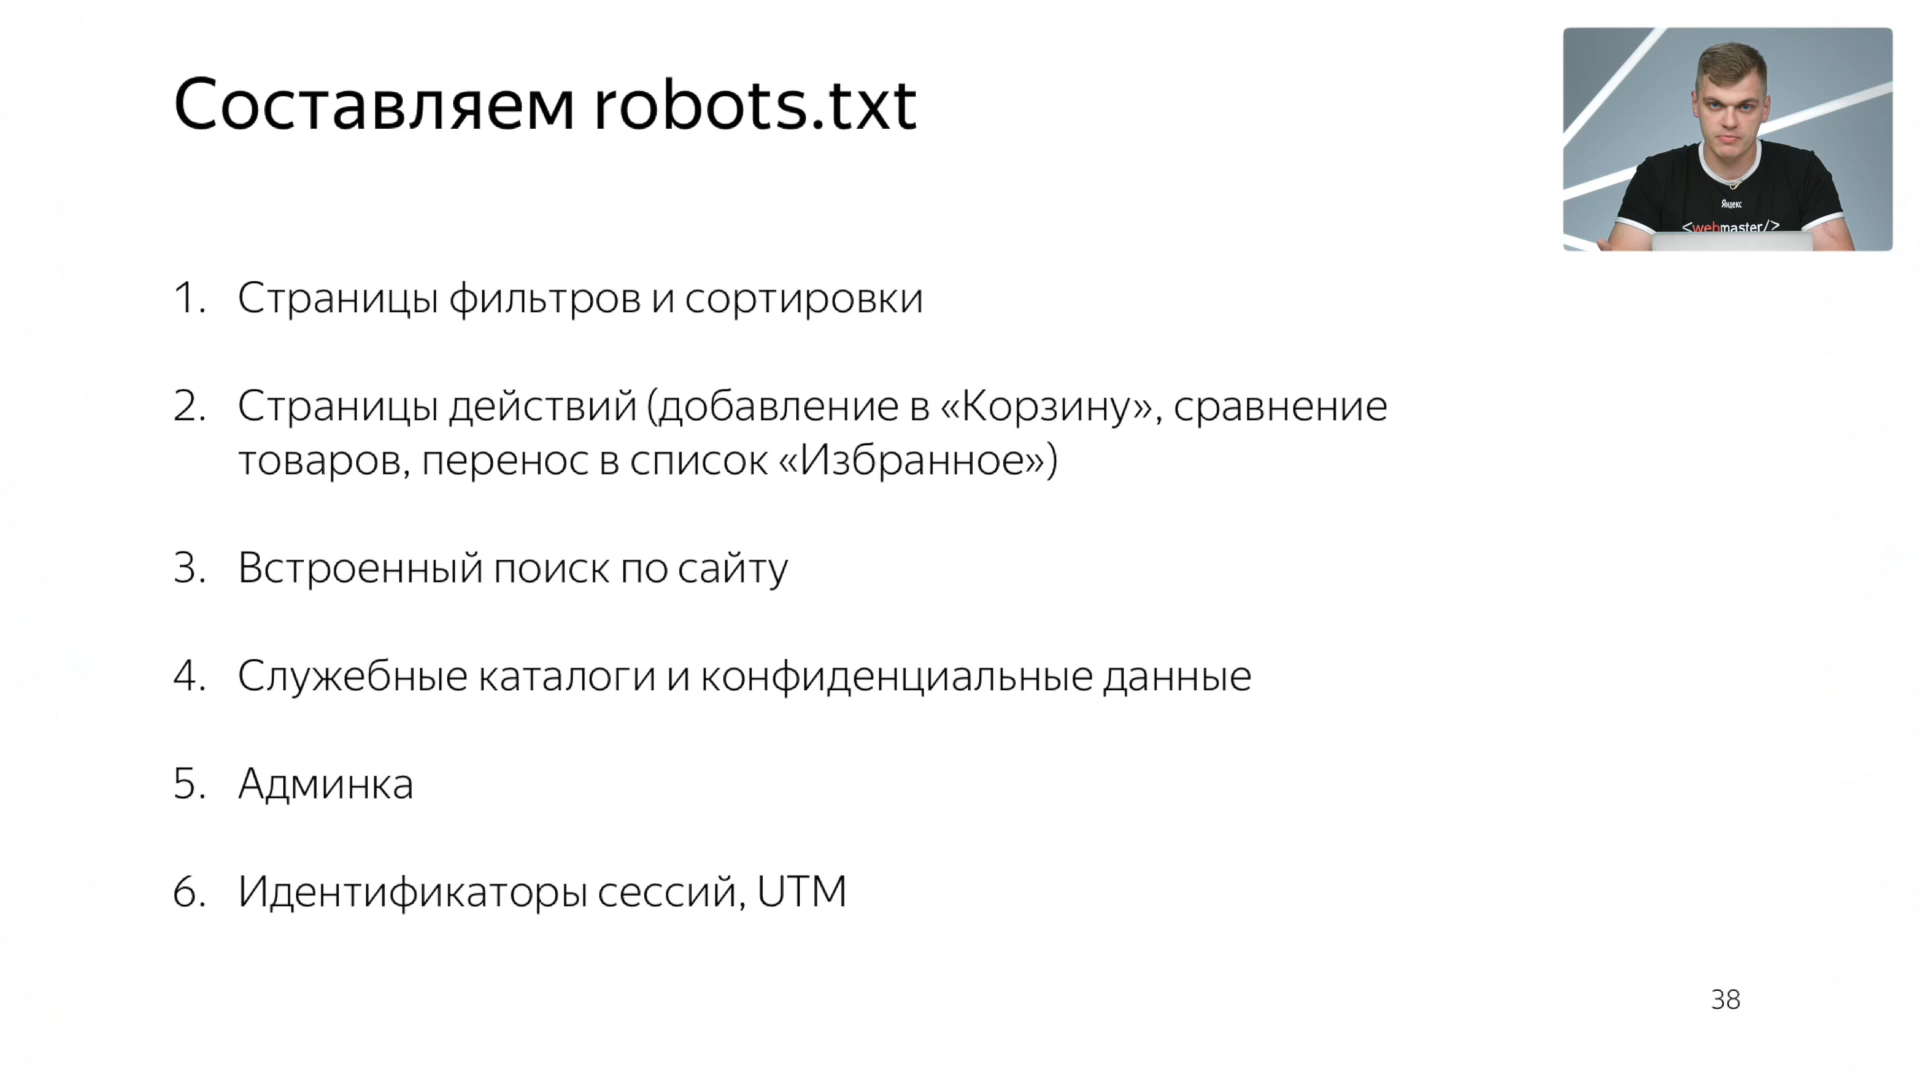 Составляем robots.txt
Яндекс
<webmaster/>
1. Страницы фильтров и сортировки
2. Страницы действий (добавление в «Корзину», сравнение
товаров, перенос в список «Избранное»)
3. Встроенный поиск по сайту
4. Служебные каталоги и конфиденциальные данные
5. Админка
6. Идентификаторы сессий, UTM
38